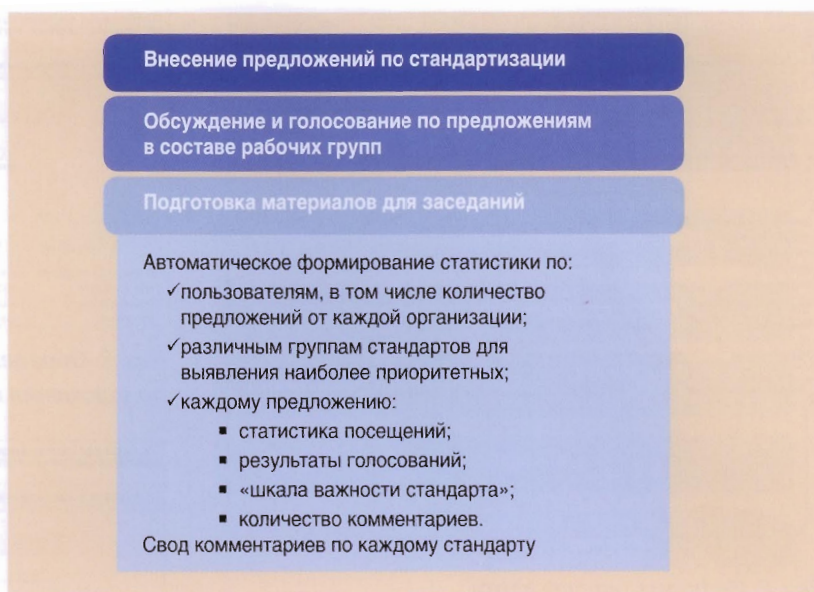 Внесение предложений по стандартизации
Обсуждение и голосование по предложениям
в составе рабочих групп
Подготовка материалов для заседаний
Автоматическое формирование статистики по:
✓пользователям, в том числе количество
предложений от каждой организации;
✓различным группам стандартов для
выявления наиболее приоритетных;
✓каждому предложению:
▪ статистика посещений;
▪ результаты голосований;
▪ «шкала важности стандарта»;
▪ количество комментариев.
Свод комментариев по каждому стандарту